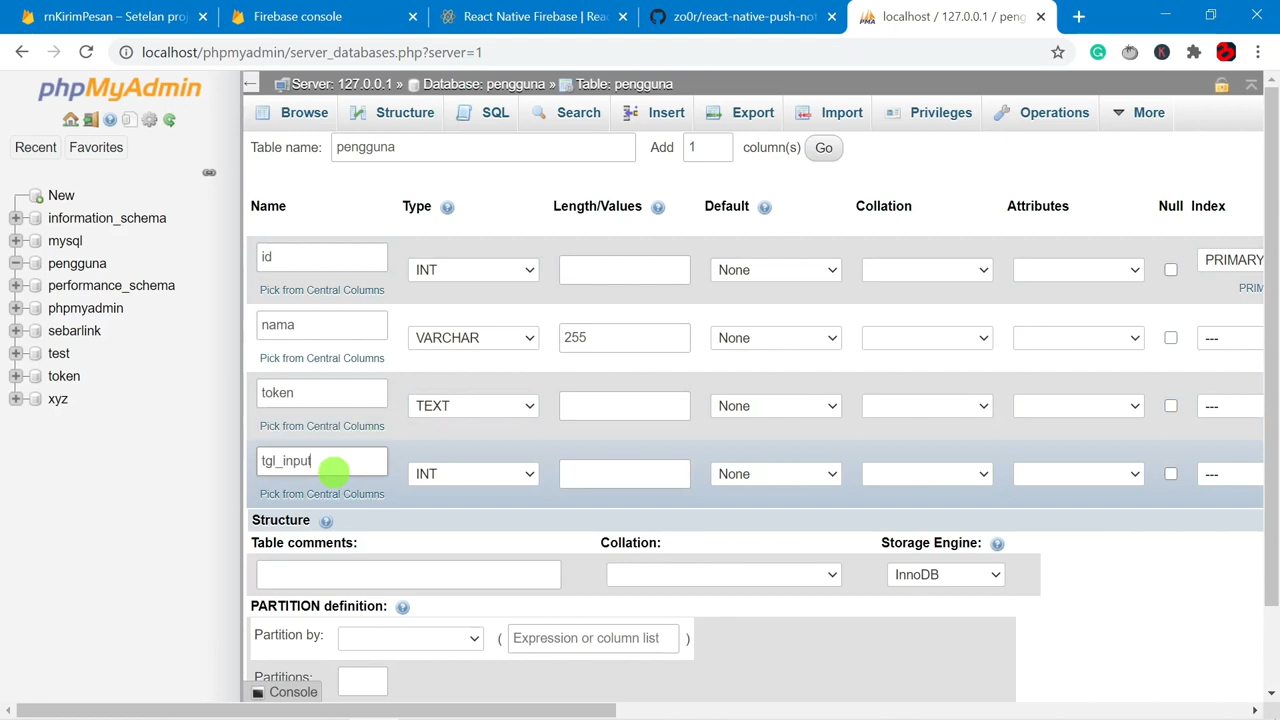 rnKirimPesan — Setelan proj
Firebase console
React Native Firebase | Rea
zo0r/react-native-push-not
localhost / 127.0.0.1 / peng
localhost/phpmyadmin/server_databases.php?server=1
phpMyAdmin
Recent
Favorites
New
information_schema
mysql
pengguna
performance_schema
phpmyadmin
sebarlink
test
token
xyz
Server: 127.0.0.1 » Database: pengguna » Table: pengguna
Browse Structure SQL Search Insert Export Import Privileges Operations More
Table name: pengguna Add 1 column(s) Go
Name Type Length/Values Default Collation Attributes Null Index
id INT None PRIMARY
Pick from Central Columns PRIM
nama VARCHAR 255 None ---
Pick from Central Columns
token TEXT None ---
Pick from Central Columns
tgl_input INT None ---
Pick from Central Columns
Structure
Table comments: Collation: Storage Engine:
InnoDB
PARTITION definition:
Partition by: ( Expression or column list )
Partitions:
Console